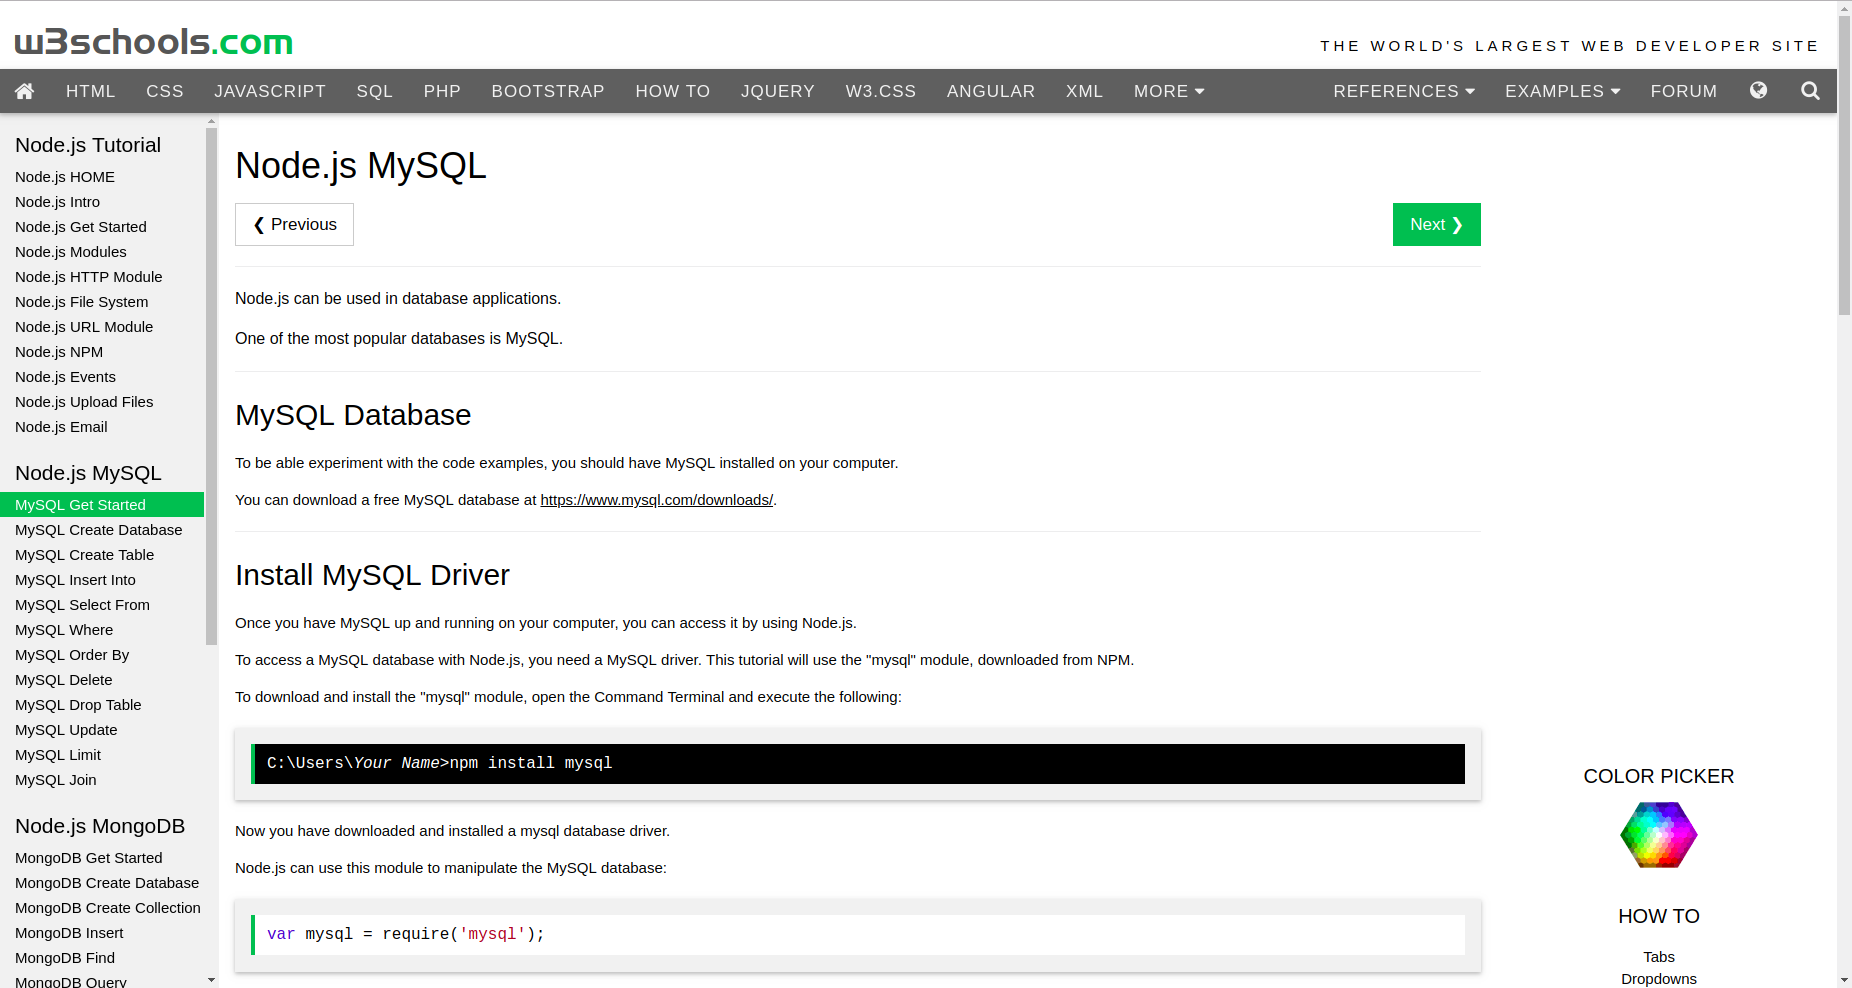 w3schools.com
THE WORLD'S LARGEST WEB DEVELOPER SITE
HTML CSS JAVASCRIPT SQL PHP BOOTSTRAP HOW TO JQUERY W3.CSS ANGULAR XML MORE REFERENCES EXAMPLES FORUM
Node.js Tutorial
Node.js HOME
Node.js Intro
Node.js Get Started
Node.js Modules
Node.js HTTP Module
Node.js File System
Node.js URL Module
Node.js NPM
Node.js Events
Node.js Upload Files
Node.js Email
Node.js MySQL
MySQL Get Started
MySQL Create Database
MySQL Create Table
MySQL Insert Into
MySQL Select From
MySQL Where
MySQL Order By
MySQL Delete
MySQL Drop Table
MySQL Update
MySQL Limit
MySQL Join
Node.js MongoDB
MongoDB Get Started
MongoDB Create Database
MongoDB Create Collection
MongoDB Insert
MongoDB Find
MongoDB Query
Node.js MySQL
❮ Previous
Next ❯
Node.js can be used in database applications.
One of the most popular databases is MySQL.
MySQL Database
To be able experiment with the code examples, you should have MySQL installed on your computer.
You can download a free MySQL database at https://www.mysql.com/downloads/.
Install MySQL Driver
Once you have MySQL up and running on your computer, you can access it by using Node.js.
To access a MySQL database with Node.js, you need a MySQL driver. This tutorial will use the "mysql" module, downloaded from NPM.
To download and install the "mysql" module, open the Command Terminal and execute the following:
C:\Users\Your Name>npm install mysql
Now you have downloaded and installed a mysql database driver.
Node.js can use this module to manipulate the MySQL database:
var mysql = require('mysql');
COLOR PICKER
HOW TO
Tabs
Dropdowns